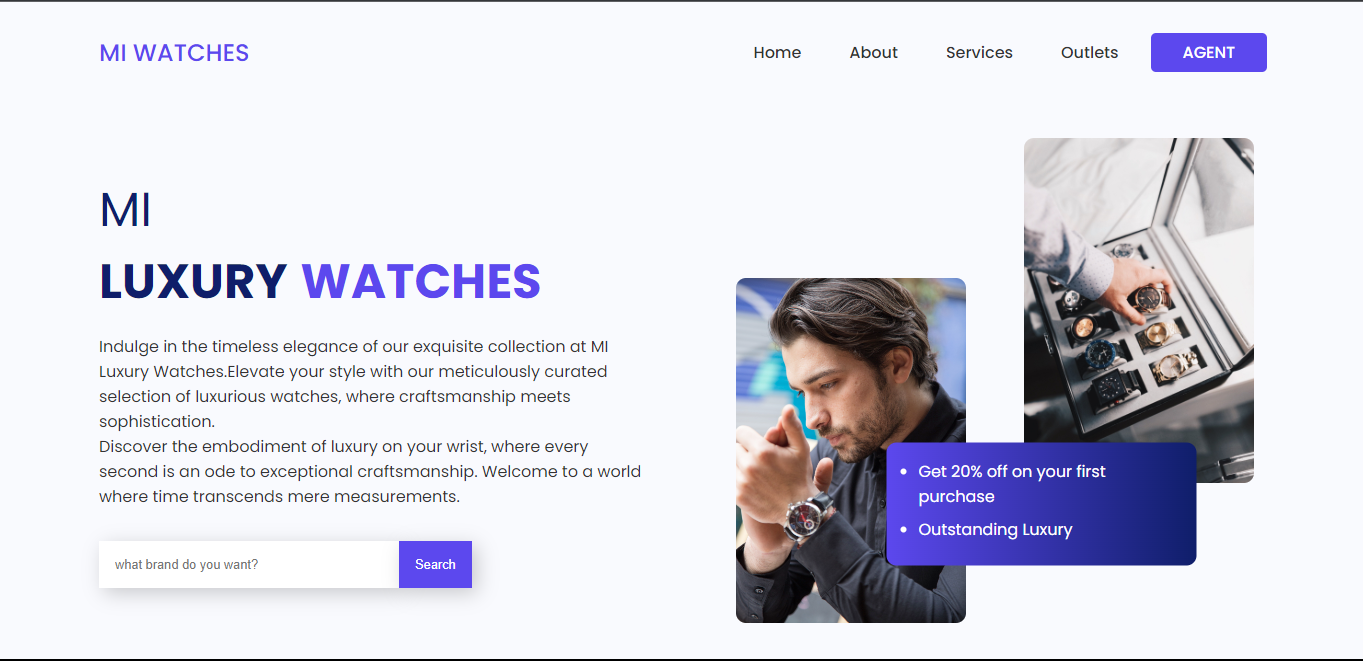 MI WATCHES
Home About Services Outlets AGENT
MI
LUXURY WATCHES
Indulge in the timeless elegance of our exquisite collection at MI
Luxury Watches.Elevate your style with our meticulously curated
selection of luxurious watches, where craftsmanship meets
sophistication.
Discover the embodiment of luxury on your wrist, where every
second is an ode to exceptional craftsmanship. Welcome to a world
where time transcends mere measurements.
what brand do you want? Search
• Get 20% off on your first
purchase
• Outstanding Luxury